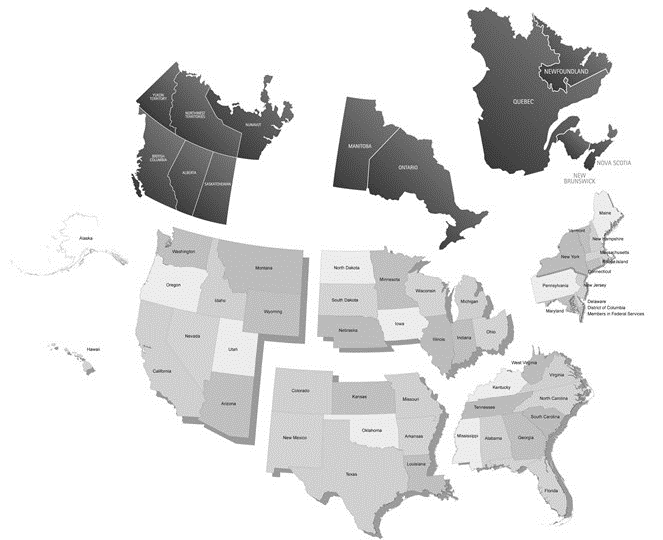 NEWFOUNDLAND
QUEBEC
NOVA SCOTIA
NEW
BRUNSWICK
YUKON
TERRITORY
NORTHWEST
TERRITORIES
NUNAVUT
BRITISH
COLUMBIA
ALBERTA
SASKATCHEWAN
MANITOBA
ONTARIO
Alaska
Hawaii
Washington
Oregon
Montana
Idaho
Wyoming
Nevada
Utah
California
Arizona
North Dakota
South Dakota
Nebraska
Minnesota
Wisconsin
Iowa
Michigan
Illinois
Indiana
Ohio
Maine
Vermont
New Hampshire
New York
Massachusetts
Rhode Island
Connecticut
Pennsylvania
New Jersey
Delaware
Maryland
District of Columbia
Members in Federal Services
Colorado
Kansas
Missouri
New Mexico
Oklahoma
Arkansas
Texas
Louisiana
West Virginia
Virginia
Kentucky
North Carolina
Tennessee
South Carolina
Mississippi
Alabama
Georgia
Florida